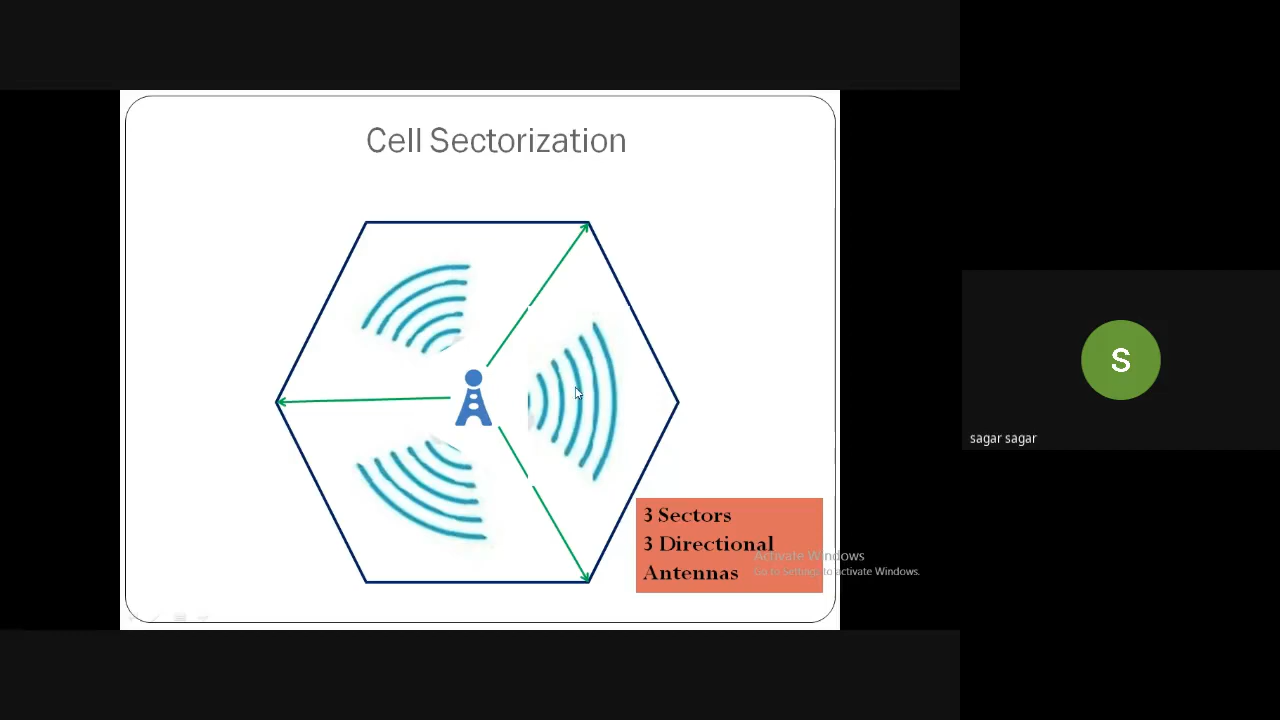 Cell Sectorization
3 Sectors
3 Directional
Antennas
Activate Windows
Go to Settings to activate Windows.
S
sagar sagar